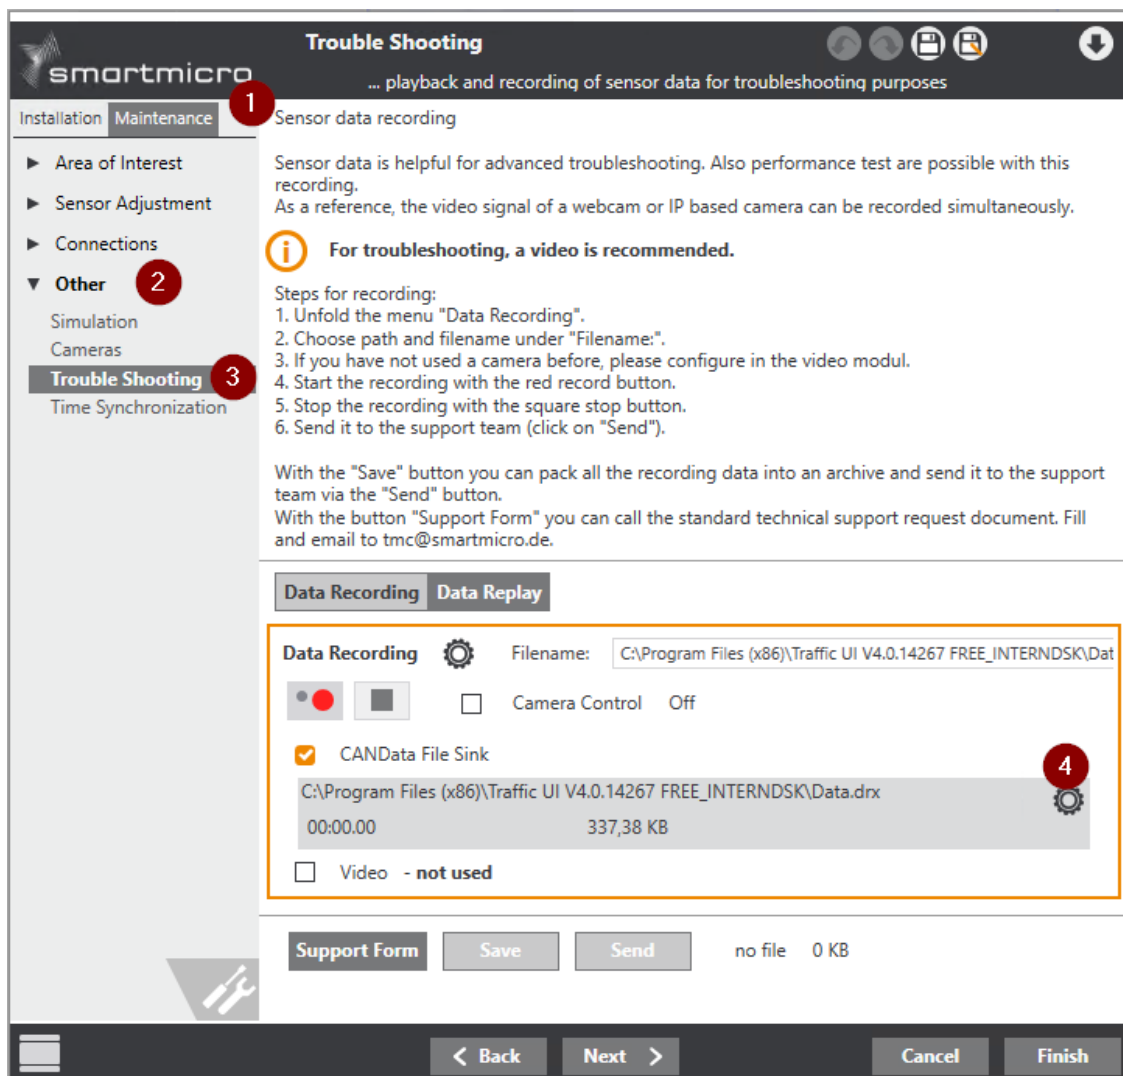 Trouble Shooting
smartmicro
... playback and recording of sensor data for troubleshooting purposes
1
Installation Maintenance
Sensor data recording
Area of Interest
Sensor Adjustment
Connections
Other
2
Simulation
Cameras
Trouble Shooting
3
Time Synchronization
Sensor data is helpful for advanced troubleshooting. Also performance test are possible with this
recording.
As a reference, the video signal of a webcam or IP based camera can be recorded simultaneously.
i
For troubleshooting, a video is recommended.
Steps for recording:
1. Unfold the menu "Data Recording".
2. Choose path and filename under "Filename:".
3. If you have not used a camera before, please configure in the video modul.
4. Start the recording with the red record button.
5. Stop the recording with the square stop button.
6. Send it to the support team (click on "Send").
With the "Save" button you can pack all the recording data into an archive and send it to the support
team via the "Send" button.
With the button "Support Form" you can call the standard technical support request document. Fill
and email to tmc@smartmicro.de.
Data Recording Data Replay
Data Recording Filename: C:\Program Files (x86)\Traffic UI V4.0.14267 FREE_INTERNDSK\Dat
Camera Control Off
CANData File Sink
4
C:\Program Files (x86)\Traffic UI V4.0.14267 FREE_INTERNDSK\Data.drx
00:00.00 337,38 KB
Video - not used
Support Form Save Send no file 0 KB
< Back Next > Cancel Finish